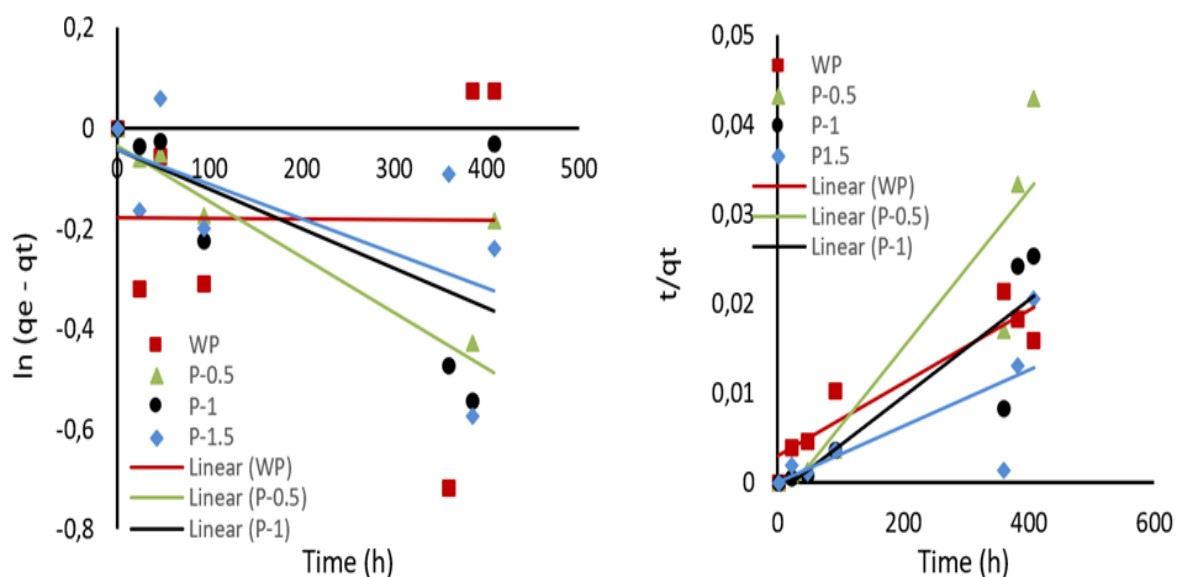 0,2
0
-0,2
-0,4
-0,6
-0,8
0
100
200
300
400
500
ln (qe - qt)
Time (h)
WP
P-0.5
P-1
P-1.5
Linear (WP)
Linear (P-0.5)
Linear (P-1)
0,05
0,04
0,03
0,02
0,01
0
0
200
400
600
t/qt
Time (h)
WP
P-0.5
P-1
P1.5
Linear (WP)
Linear (P-0.5)
Linear (P-1)